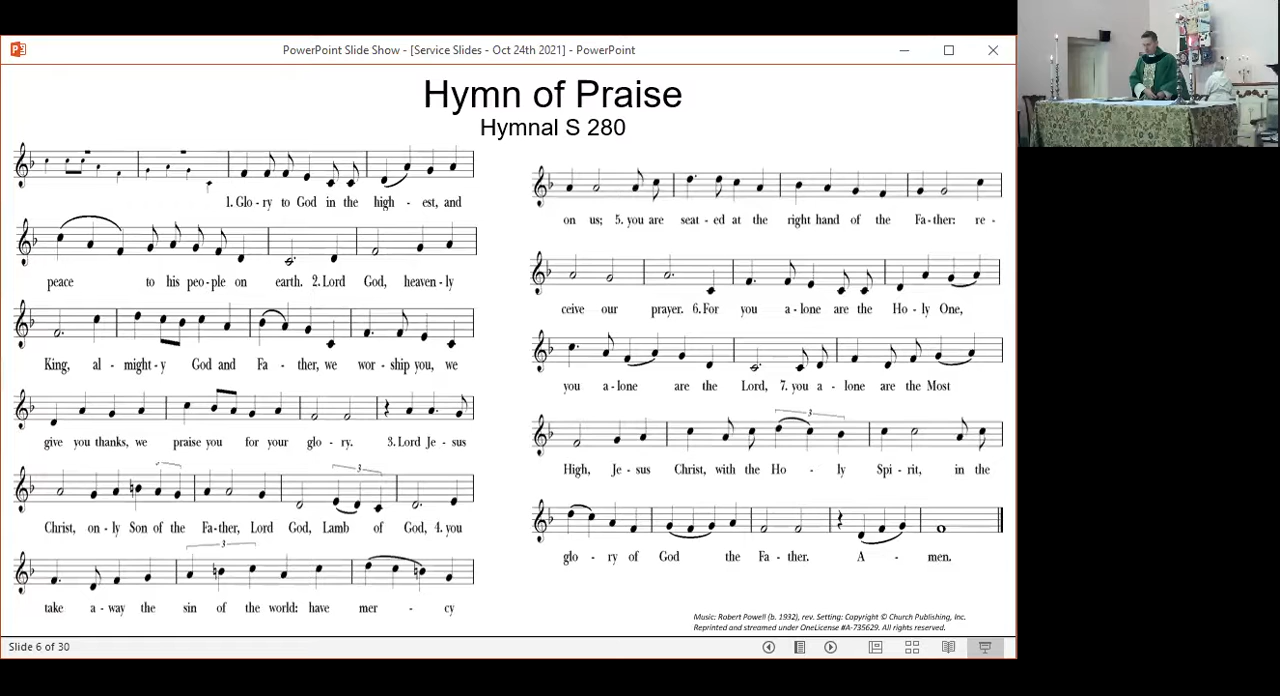 PowerPoint Slide Show - [Service Slides - Oct 24th 2021] - PowerPoint
Hymn of Praise
Hymnal S 280
1. Glo - ry to God in the high - est, and
peace to his peo - ple on earth. 2. Lord God, heaven - ly
King, al - might - y God and Fa - ther, we wor - ship you, we
give you thanks, we praise you for your glo - ry. 3. Lord Je - sus
Christ, on - ly Son of the Fa - ther, Lord God, Lamb of God, 4. you
take a - way the sin of the world: have mer - cy
on us; 5. you are seat - ed at the right hand of the Fa - ther: re -
ceive our prayer. 6. For you a - lone are the Ho - ly One,
you a - lone are the Lord, 7. you a - lone are the Most
High, Je - sus Christ, with the Ho - ly Spi - rit, in the
glo - ry of God the Fa - ther. A - men.
Music: Robert Powell (b. 1932), rev. Setting: Copyright © Church Publishing, Inc.
Reprinted and streamed under OneLicense #A-735629. All rights reserved.
Slide 6 of 30